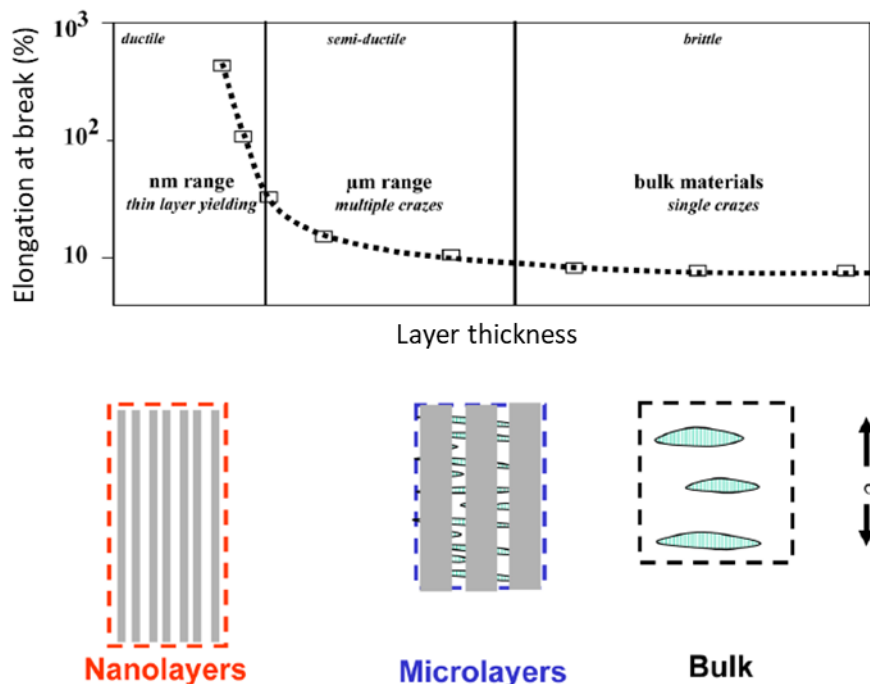 10³
ductile
semi-ductile
brittle
Elongation at break (%)
10²
nm range
thin layer yielding
µm range
multiple crazes
bulk materials
single crazes
10
Layer thickness
Nanolayers
Microlayers
Bulk